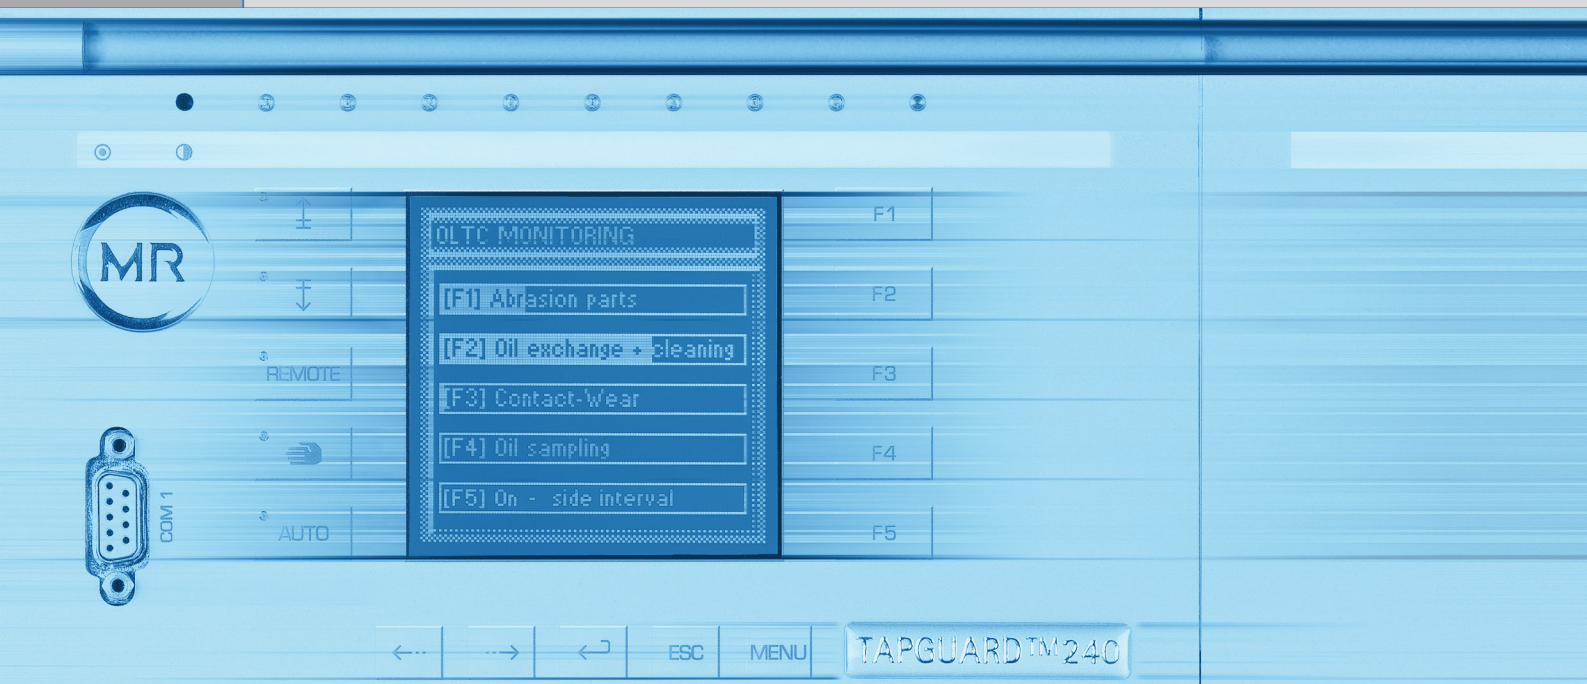 MR
OLTC MONITORING
[F1] Abrasion parts
[F2] Oil exchange + cleaning
[F3] Contact-Wear
[F4] Oil sampling
[F5] On - side interval
F1
F2
REMOTE
F3
F4
AUTO
F5
COM 1
ESC
MENU
TAPGUARD™240